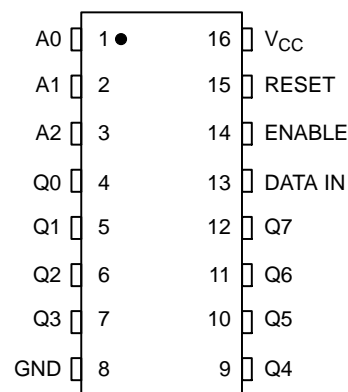 A0 1 16 VCC
A1 2 15 RESET
A2 3 14 ENABLE
Q0 4 13 DATA IN
Q1 5 12 Q7
Q2 6 11 Q6
Q3 7 10 Q5
GND 8 9 Q4